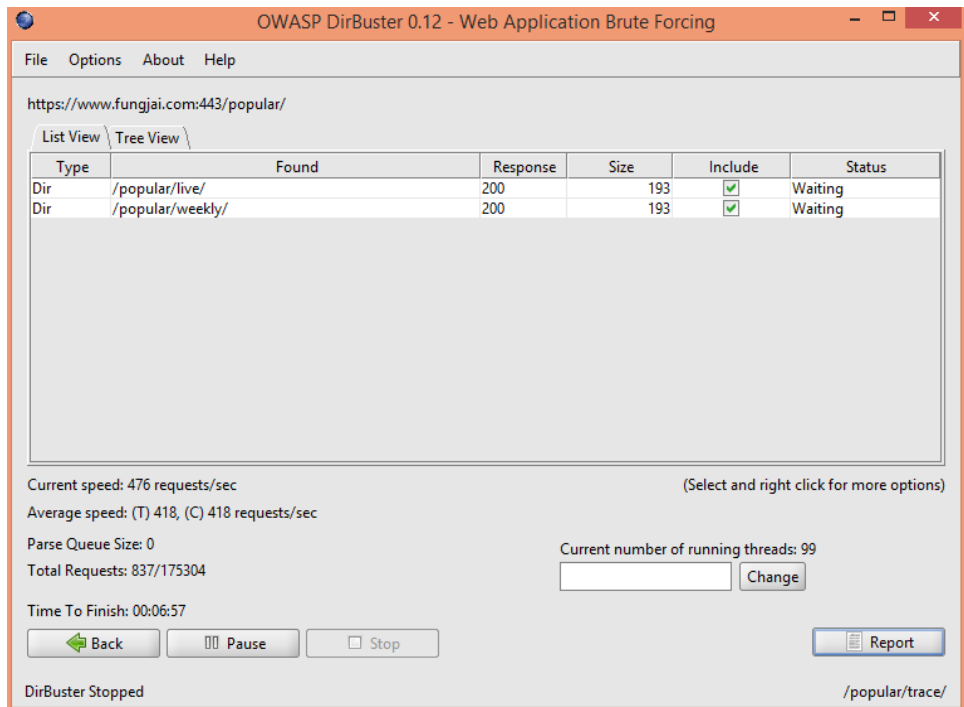 OWASP DirBuster 0.12 - Web Application Brute Forcing
File Options About Help
https://www.fungjai.com:443/popular/
List View Tree View
Type Found Response Size Include Status
Dir /popular/live/ 200 193 Waiting
Dir /popular/weekly/ 200 193 Waiting
Current speed: 476 requests/sec (Select and right click for more options)
Average speed: (T) 418, (C) 418 requests/sec
Parse Queue Size: 0
Current number of running threads: 99
Total Requests: 837/175304
Change
Time To Finish: 00:06:57
Back Pause Stop Report
DirBuster Stopped /popular/trace/